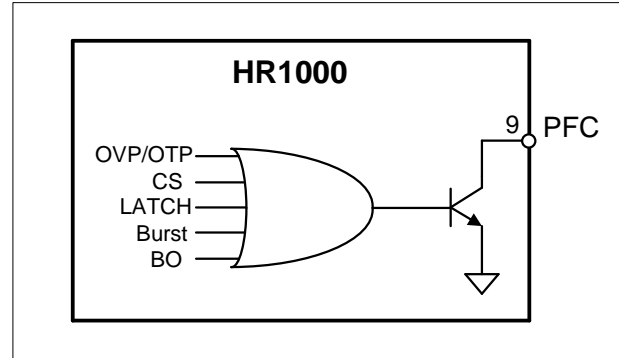 HR1000
9 PFC
OVP/OTP
CS
LATCH
Burst
BO